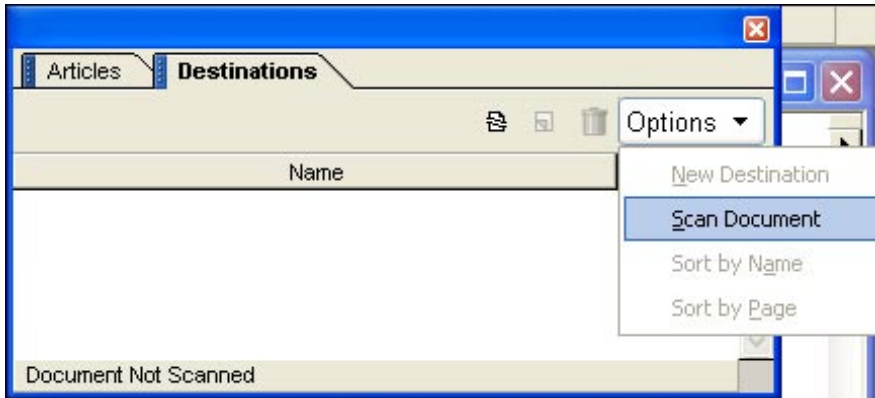 Articles Destinations
Options
Name
New Destination
Scan Document
Sort by Name
Sort by Page
Document Not Scanned